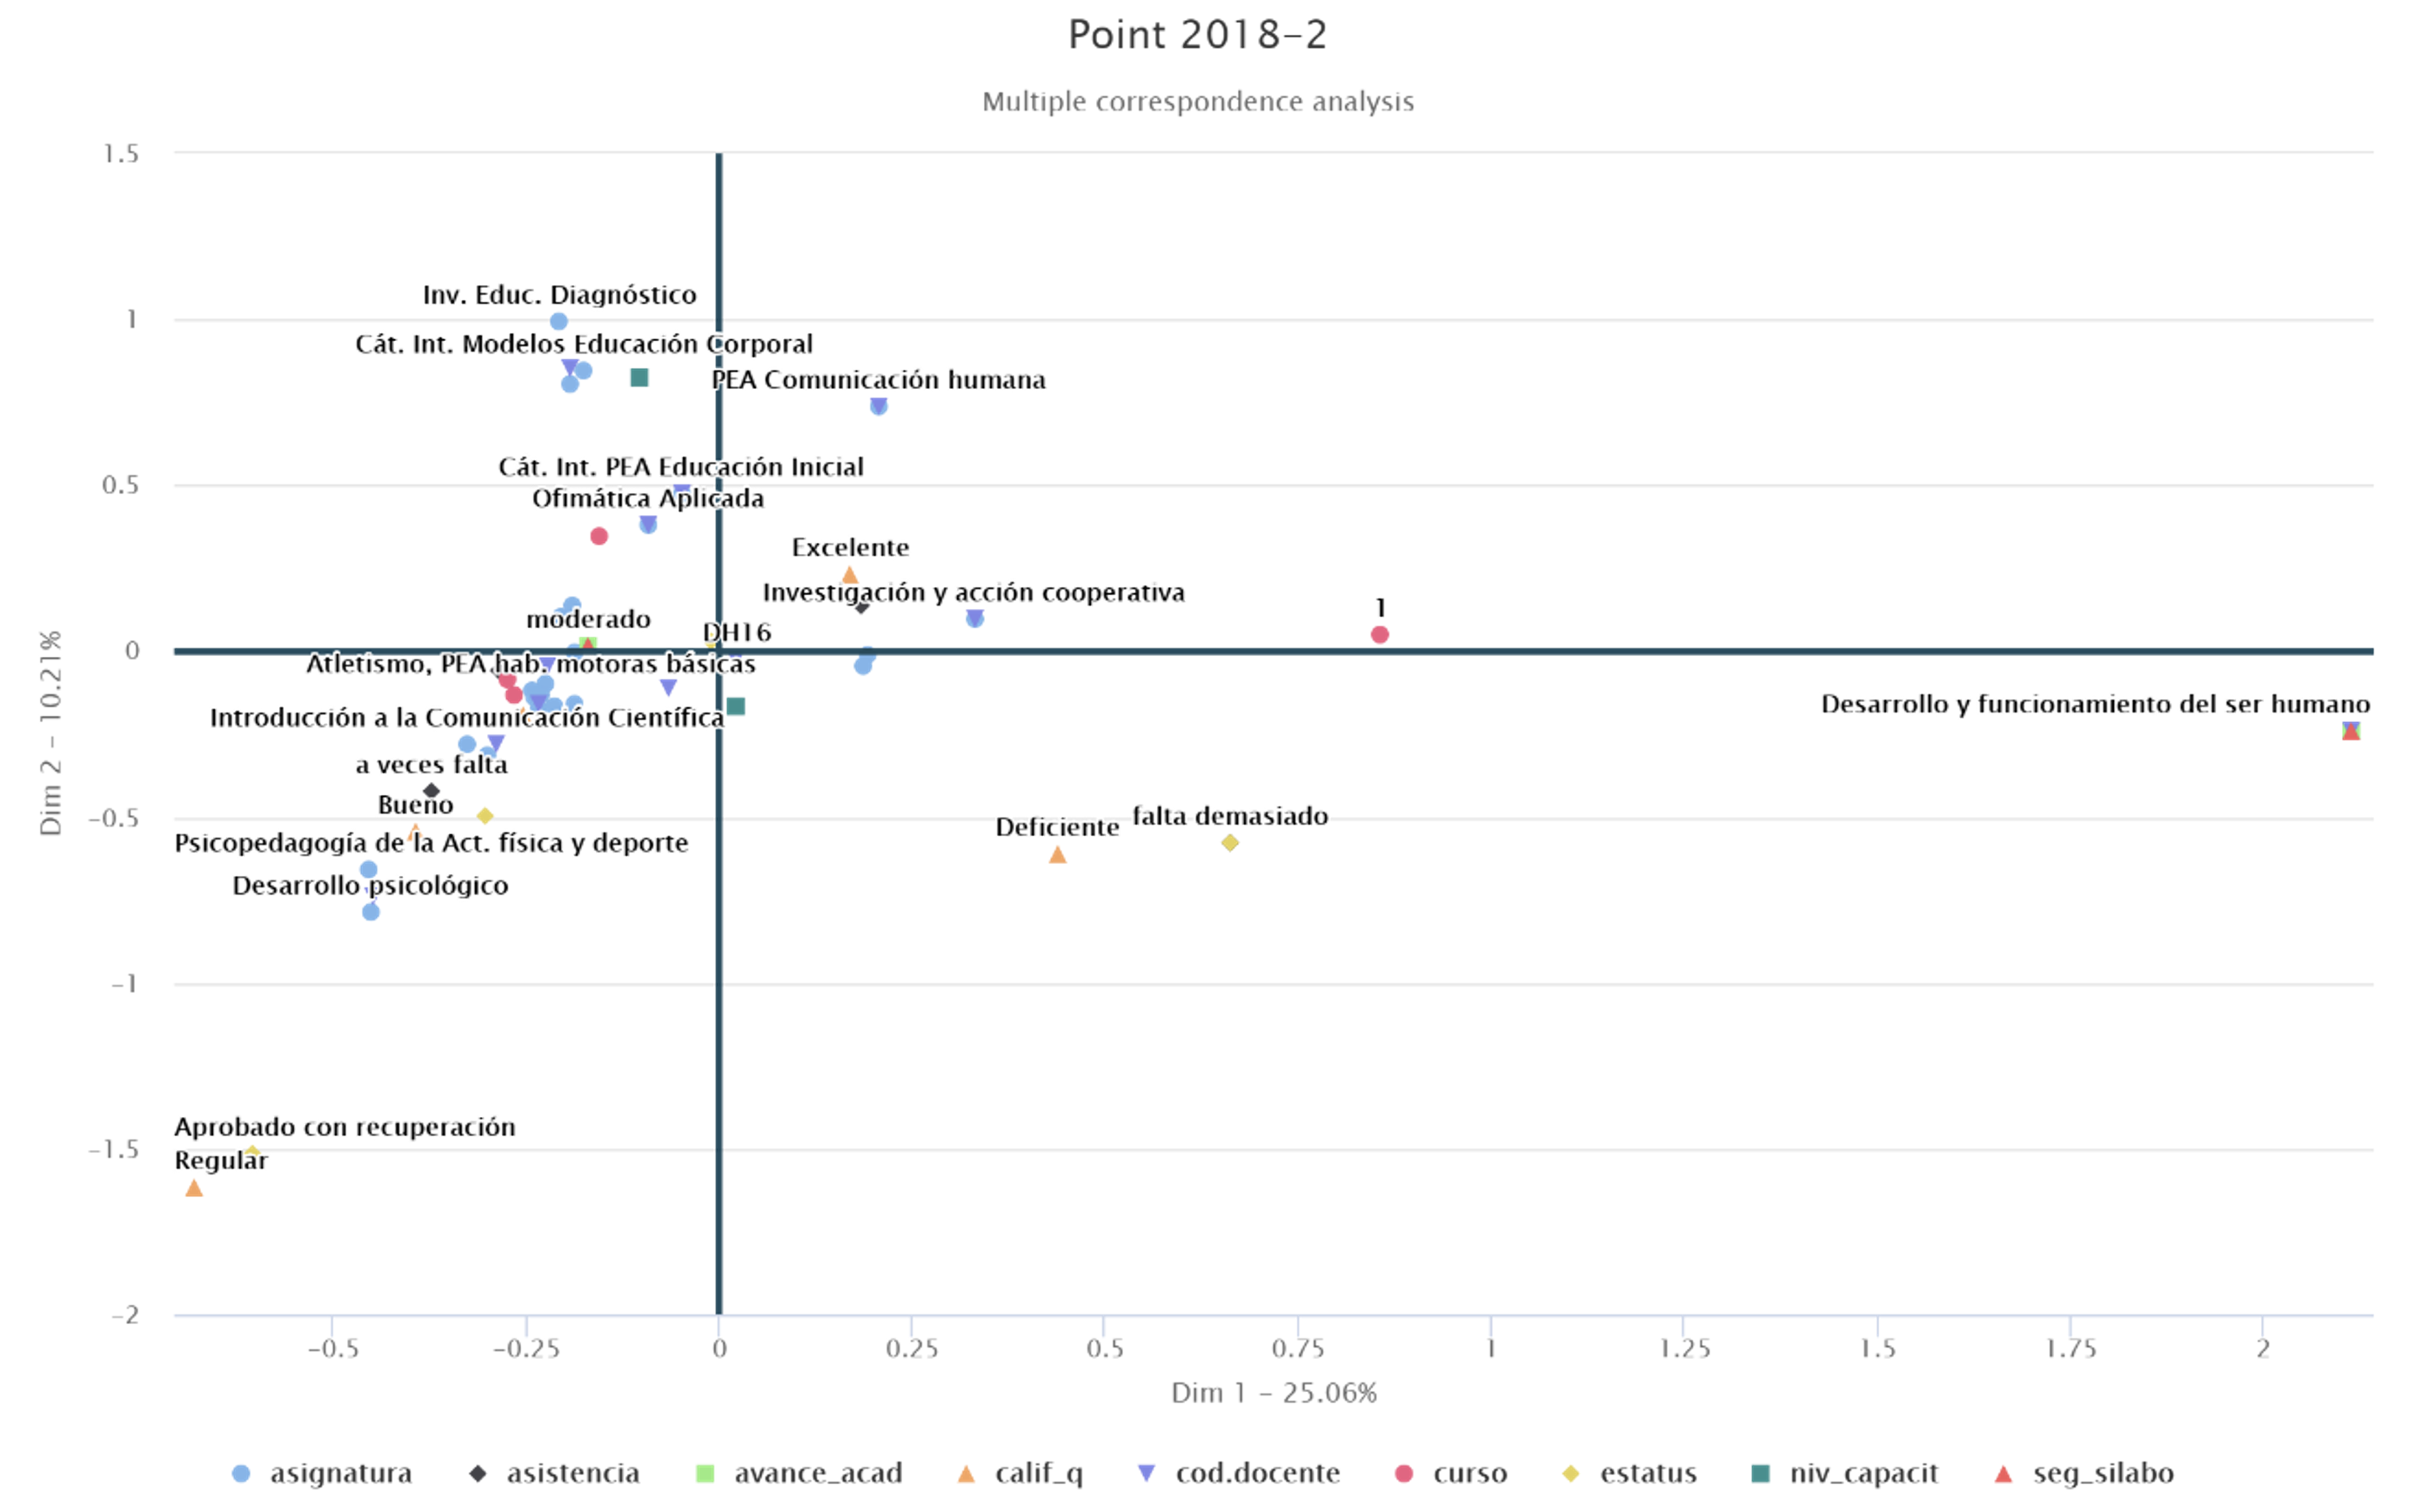 Point 2018-2
Multiple correspondence analysis
1.5
1
0.5
0
-0.5
-1
-1.5
-2
Dim 2 - 10.21%
Inv. Educ. Diagnóstico
Cát. Int. Modelos Educación Corporal
PEA Comunicación humana
Cát. Int. PEA Educación Inicial
Ofimática Aplicada
Excelente
Investigación y acción cooperativa
1
moderado
DH16
Atletismo, PEA hab. motoras básicas
Desarrollo y funcionamiento del ser humano
Introducción a la Comunicación Científica
a veces falta
Bueno
falta demasiado
Deficiente
Psicopedagogía de la Act. física y deporte
Desarrollo psicológico
Aprobado con recuperación
Regular
-0.5 -0.25 0 0.25 0.5 0.75 1 1.25 1.5 1.75 2
Dim 1 - 25.06%
asignatura asistencia avance_acad calif_q cod.docente curso estatus niv_capacit seg_silabo